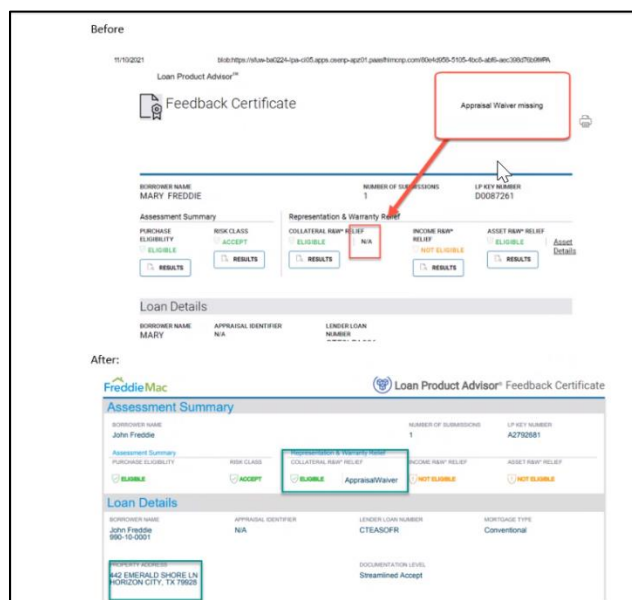 Before
11/10/2021
Loan Product Advisor℠
Feedback Certificate
Appraisal Waiver missing
BORROWER NAME NUMBER OF SUBMISSIONS LP KEY NUMBER
MARY FREDDIE 1 D0087261
Assessment Summary Representation & Warranty Relief
PURCHASE ELIGIBILITY RISK CLASS COLLATERAL R&W* RELIEF INCOME R&W* RELIEF ASSET R&W* RELIEF
ELIGIBLE ACCEPT ELIGIBLE N/A NOT ELIGIBLE ELIGIBLE Asset Details
RESULTS RESULTS RESULTS RESULTS RESULTS
Loan Details
BORROWER NAME APPRAISAL IDENTIFIER LENDER LOAN NUMBER
MARY N/A
After:
FreddieMac Loan Product Advisor® Feedback Certificate
Assessment Summary
BORROWER NAME NUMBER OF SUBMISSIONS LP KEY NUMBER
John Freddie 1 A2792681
Assessment Summary Representation & Warranty Relief
PURCHASE ELIGIBILITY RISK CLASS COLLATERAL R&W* RELIEF INCOME R&W* RELIEF ASSET R&W* RELIEF
ELIGIBLE ACCEPT ELIGIBLE AppraisalWaiver NOT ELIGIBLE NOT ELIGIBLE
Loan Details
BORROWER NAME APPRAISAL IDENTIFIER LENDER LOAN NUMBER MORTGAGE TYPE
John Freddie N/A CTEASOFR Conventional
990-10-0001
PROPERTY ADDRESS DOCUMENTATION LEVEL
442 EMERALD SHORE LN Streamlined Accept
HORIZON CITY, TX 79928